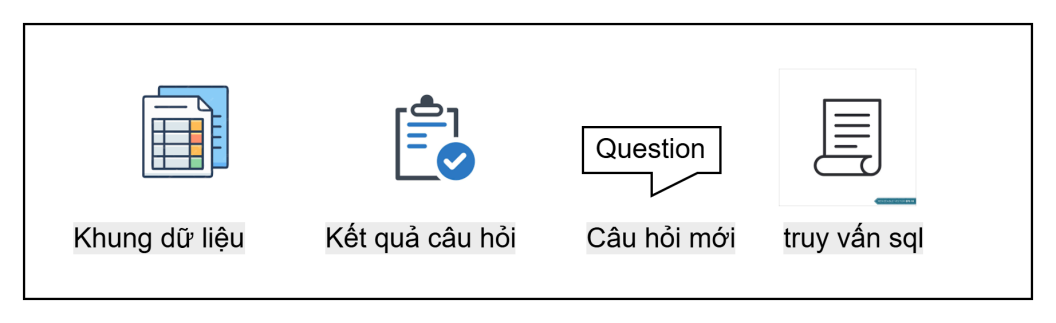 Question
Khung dữ liệu
Kết quả câu hỏi
Câu hỏi mới
truy vấn sql